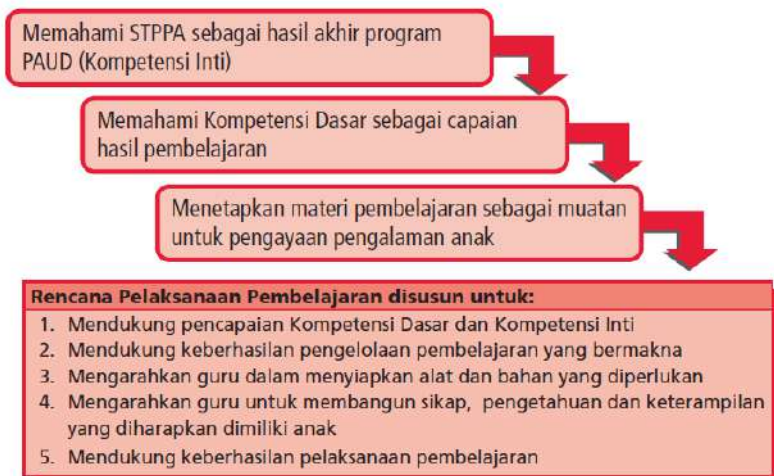 Memahami STPPA sebagai hasil akhir program
PAUD (Kompetensi Inti)
Memahami Kompetensi Dasar sebagai capaian
hasil pembelajaran
Menetapkan materi pembelajaran sebagai muatan
untuk pengayaan pengalaman anak
Rencana Pelaksanaan Pembelajaran disusun untuk:
1. Mendukung pencapaian Kompetensi Dasar dan Kompetensi Inti
2. Mendukung keberhasilan pengelolaan pembelajaran yang bermakna
3. Mengarahkan guru dalam menyiapkan alat dan bahan yang diperlukan
4. Mengarahkan guru untuk membangun sikap, pengetahuan dan keterampilan
yang diharapkan dimiliki anak
5. Mendukung keberhasilan pelaksanaan pembelajaran